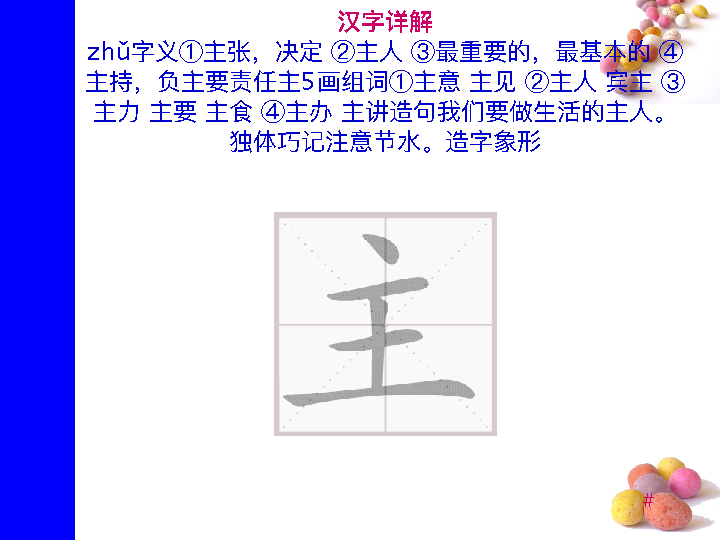 汉字详解
zhǔ字义①主张，决定 ②主人 ③最重要的，最基本的 ④
主持，负主要责任主5画组词①主意 主见 ②主人 宾主 ③
主力 主要 主食 ④主办 主讲造句我们要做生活的主人。
独体巧记注意节水。造字象形
主
#